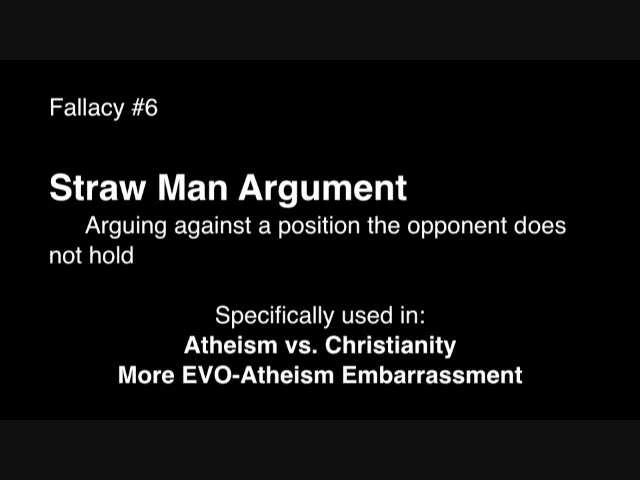 Fallacy #6
Straw Man Argument
Arguing against a position the opponent does
not hold
Specifically used in:
Atheism vs. Christianity
More EVO-Atheism Embarrassment